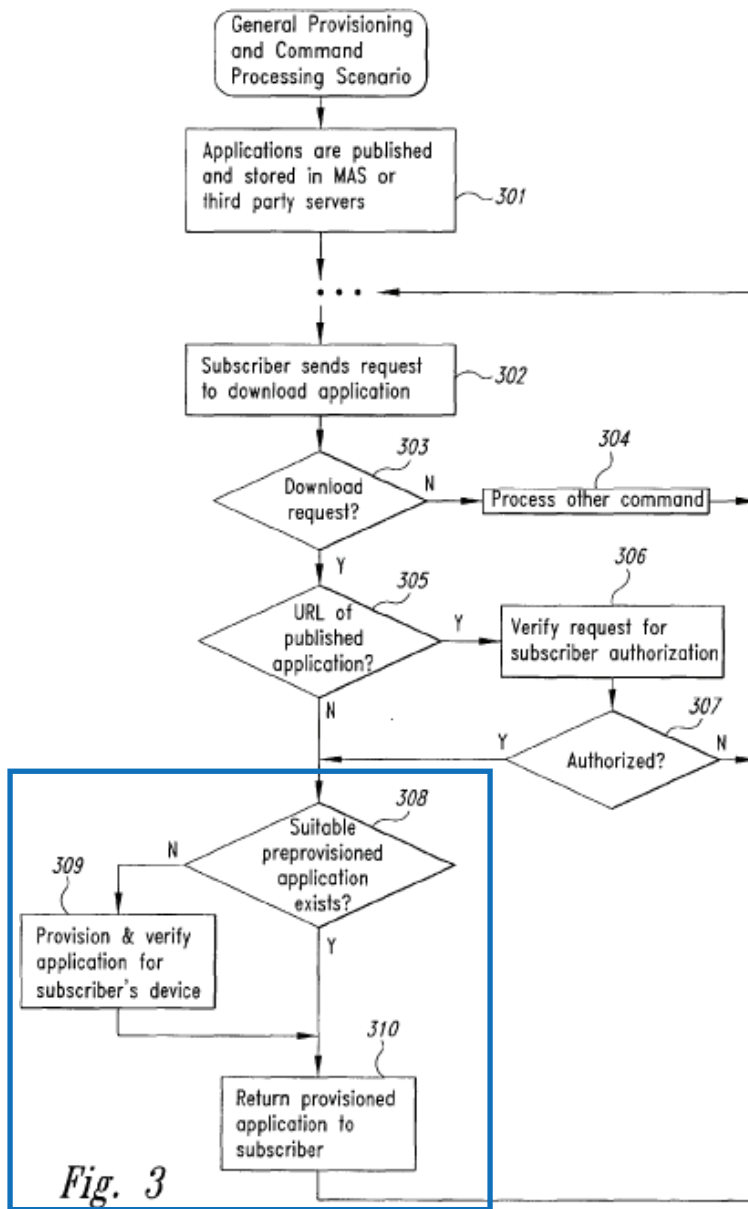 General Provisioning
and Command
Processing Scenario
Applications are published
and stored in MAS or
third party servers
301
• • •
Subscriber sends request
to download application
302
303
Download
request?
N
304
Process other command
Y
305
URL of
published
application?
Y
306
Verify request for
subscriber authorization
N
307
Y
Authorized?
N
308
Suitable
preprovisioned
application
exists?
N
309
Provision & verify
application for
subscriber's device
Y
310
Return provisioned
application to
subscriber
Fig. 3